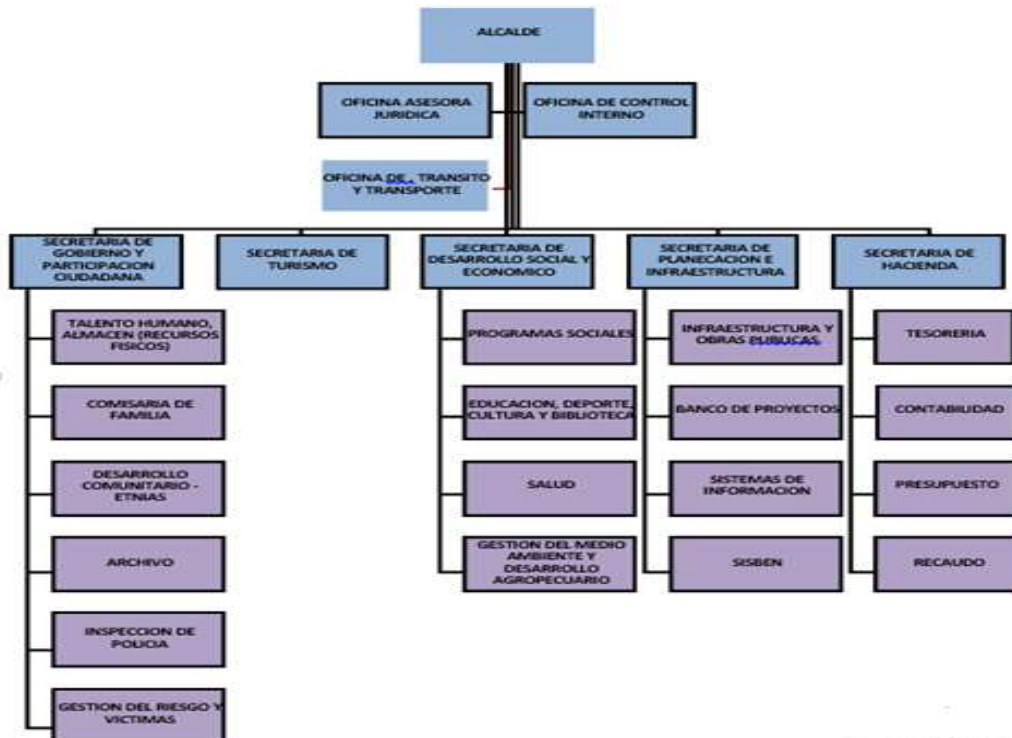 ALCALDE
OFICINA ASESORA
JURIDICA
OFICINA DE CONTROL
INTERNO
OFICINA DE , TRANSITO
Y TRANSPORTE
SECRETARIA DE
GOBIERNO Y
PARTICIPACION
CIUDADANA
SECRETARIA DE
TURISMO
SECRETARIA DE
DESARROLLO SOCIAL Y
ECONOMICO
SECRETARIA DE
PLANECACION E
INFRAESTRUCTURA
SECRETARIA DE
HACIENDA
TALENTO HUMANO,
ALMACEN (RECURSOS
FISICOS)
COMISARIA DE
FAMILIA
DESARROLLO
COMUNITARIO -
ETNIAS
ARCHIVO
INSPECCION DE
POLICIA
GESTION DEL RIESGO Y
VICTIMAS
PROGRAMAS SOCIALES
EDUCACION, DEPORTE,
CULTURA Y BIBLIOTECA
SALUD
GESTION DEL MEDIO
AMBIENTE Y
DESARROLLO
AGROPECUARIO
INFRAESTRUCTURA Y
OBRAS PUBLICAS,
BANCO DE PROYECTOS
SISTEMAS DE
INFORMACION
SISBEN
TESORERIA
CONTABILIDAD
PRESUPUESTO
RECAUDO